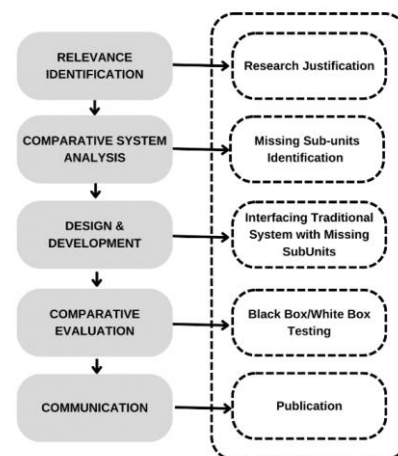 RELEVANCE
IDENTIFICATION
Research Justification
COMPARATIVE SYSTEM
ANALYSIS
Missing Sub-units
Identification
DESIGN &
DEVELOPMENT
Interfacing Traditional
System with Missing
SubUnits
COMPARATIVE
EVALUATION
Black Box/White Box
Testing
COMMUNICATION
Publication